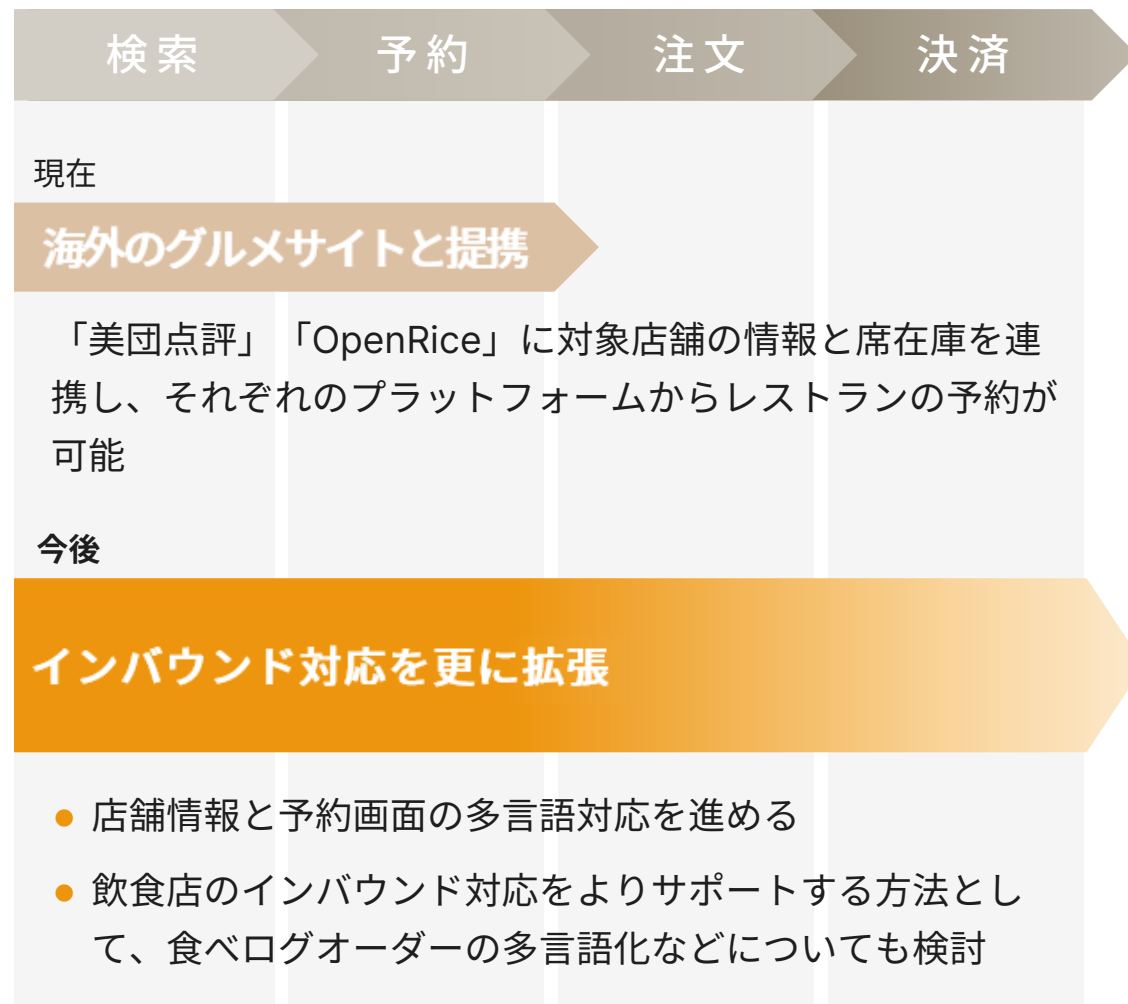 検索
予約
注文
決済
現在
海外のグルメサイトと提携
「美団点評」「OpenRice」に対象店舗の情報と席在庫を連
携し、それぞれのプラットフォームからレストランの予約が
可能
今後
インバウンド対応を更に拡張
● 店舗情報と予約画面の多言語対応を進める
● 飲食店のインバウンド対応をよりサポートする方法とし
て、食べログオーダーの多言語化などについても検討